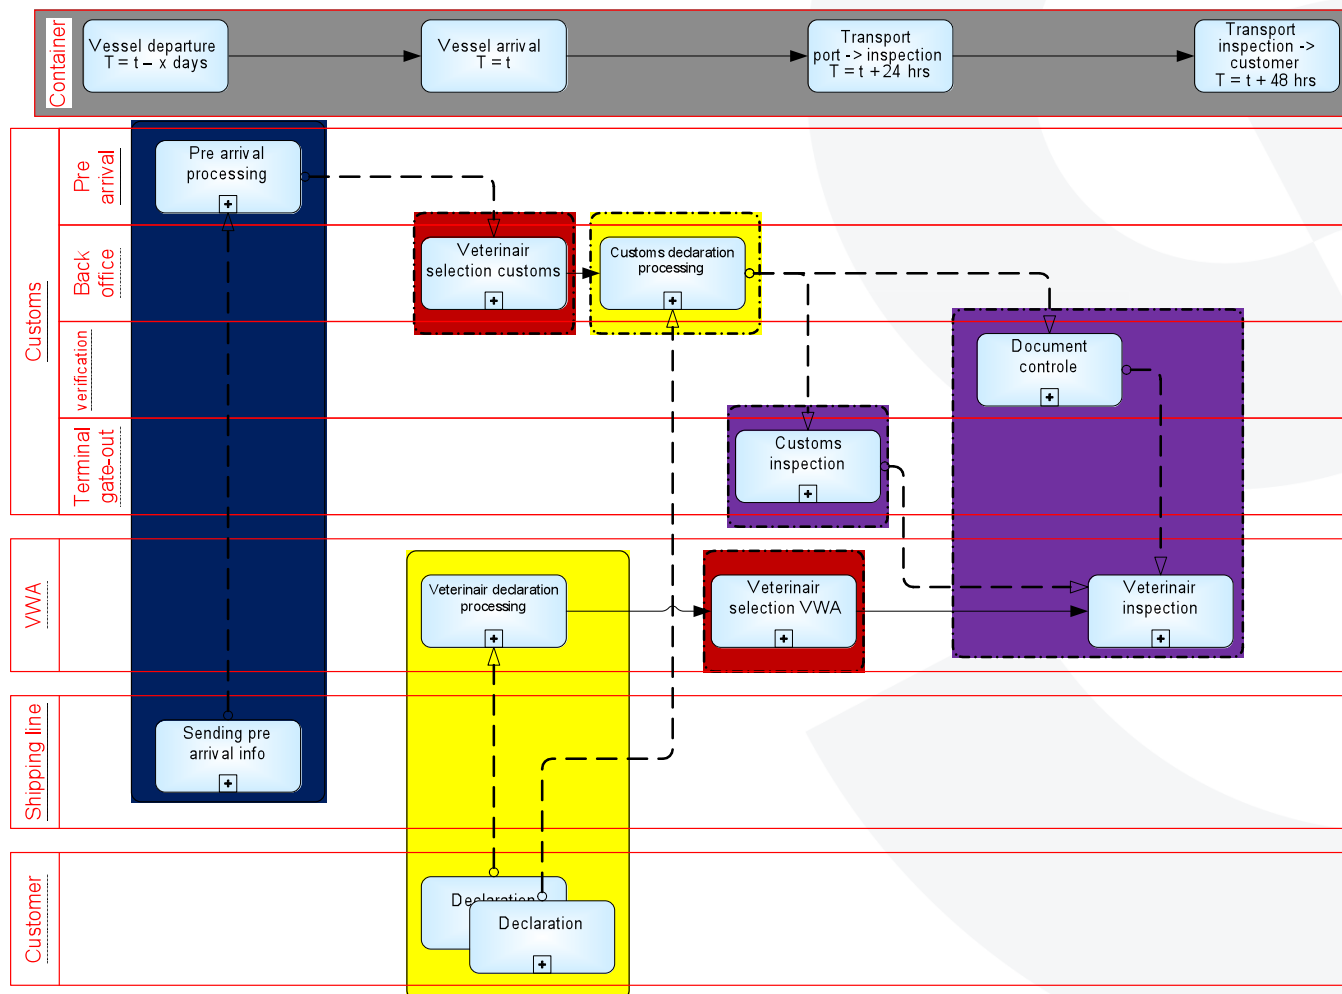 Container
Vessel departure
T = t – x days
Vessel arrival
T = t
Transport
port -> inspection
T = t + 24 hrs
Transport
inspection ->
customer
T = t + 48 hrs
Customs
Pre
arrival
Pre arrival
processing
Back
office
Veterinair
selection customs
Customs declaration
processing
verification
Document
controle
Terminal
gate-out
Customs
inspection
VWA
Veterinair declaration
processing
Veterinair
selection VWA
Veterinair
inspection
Shipping line
Sending pre
arrival info
Customer
Declaration
Declaration